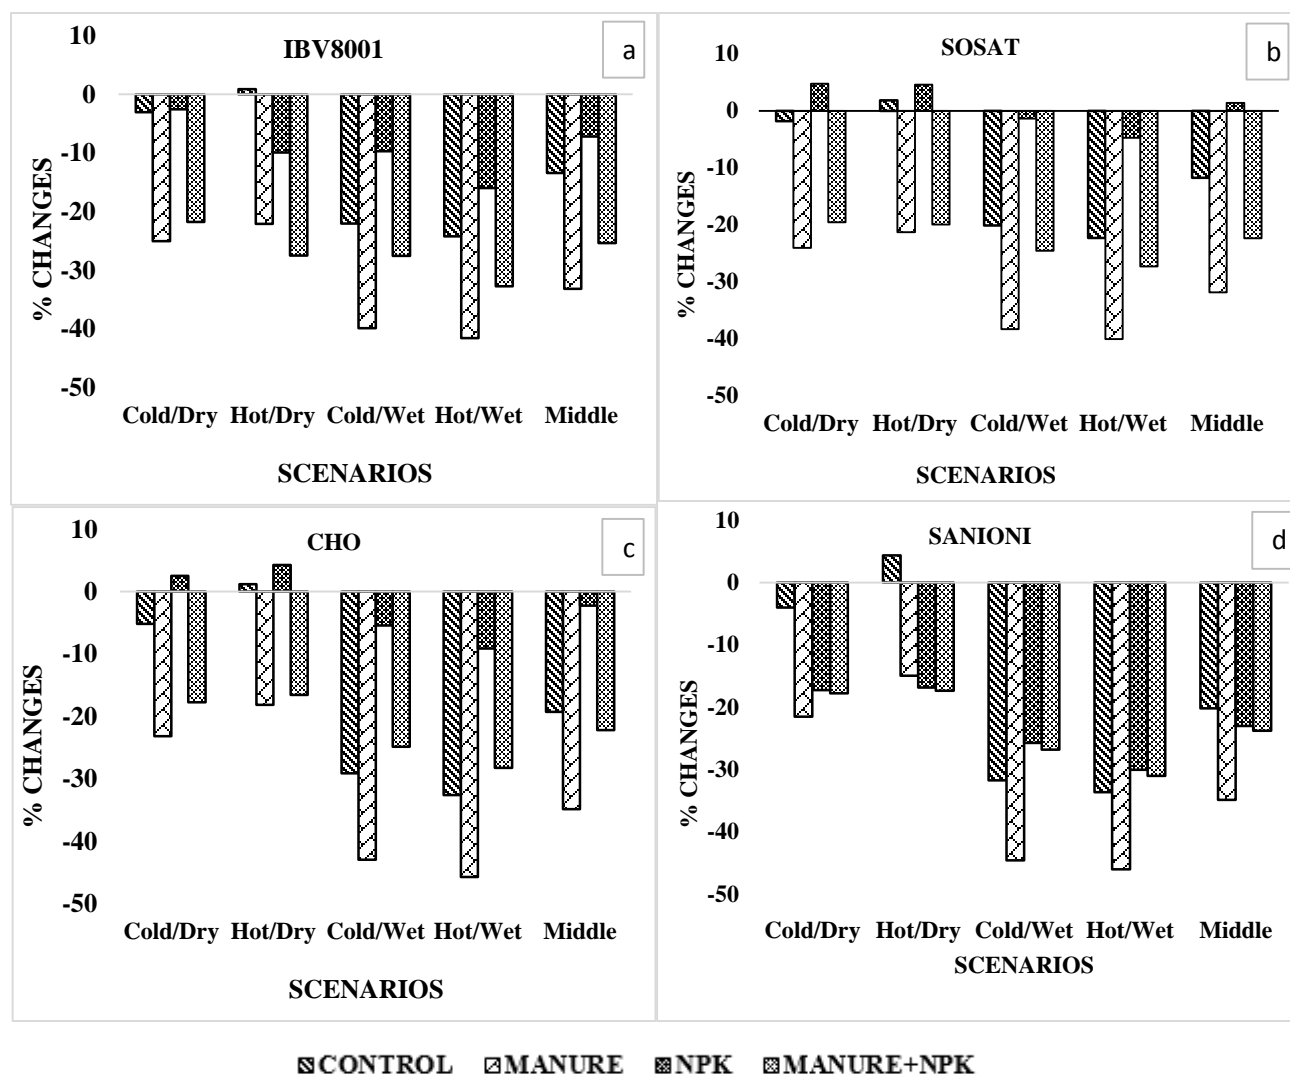 IBV8001
a
10
0
-10
-20
-30
-40
-50
% CHANGES
Cold/Dry Hot/Dry Cold/Wet Hot/Wet Middle
SCENARIOS
SOSAT
b
10
0
-10
-20
-30
-40
-50
% CHANGES
Cold/Dry Hot/Dry Cold/Wet Hot/Wet Middle
SCENARIOS
CHO
c
10
0
-10
-20
-30
-40
-50
% CHANGES
Cold/Dry Hot/Dry Cold/Wet Hot/Wet Middle
SCENARIOS
SANIONI
d
10
0
-10
-20
-30
-40
-50
% CHANGES
Cold/Dry Hot/Dry Cold/Wet Hot/Wet Middle
SCENARIOS
CONTROL MANURE NPK MANURE+NPK